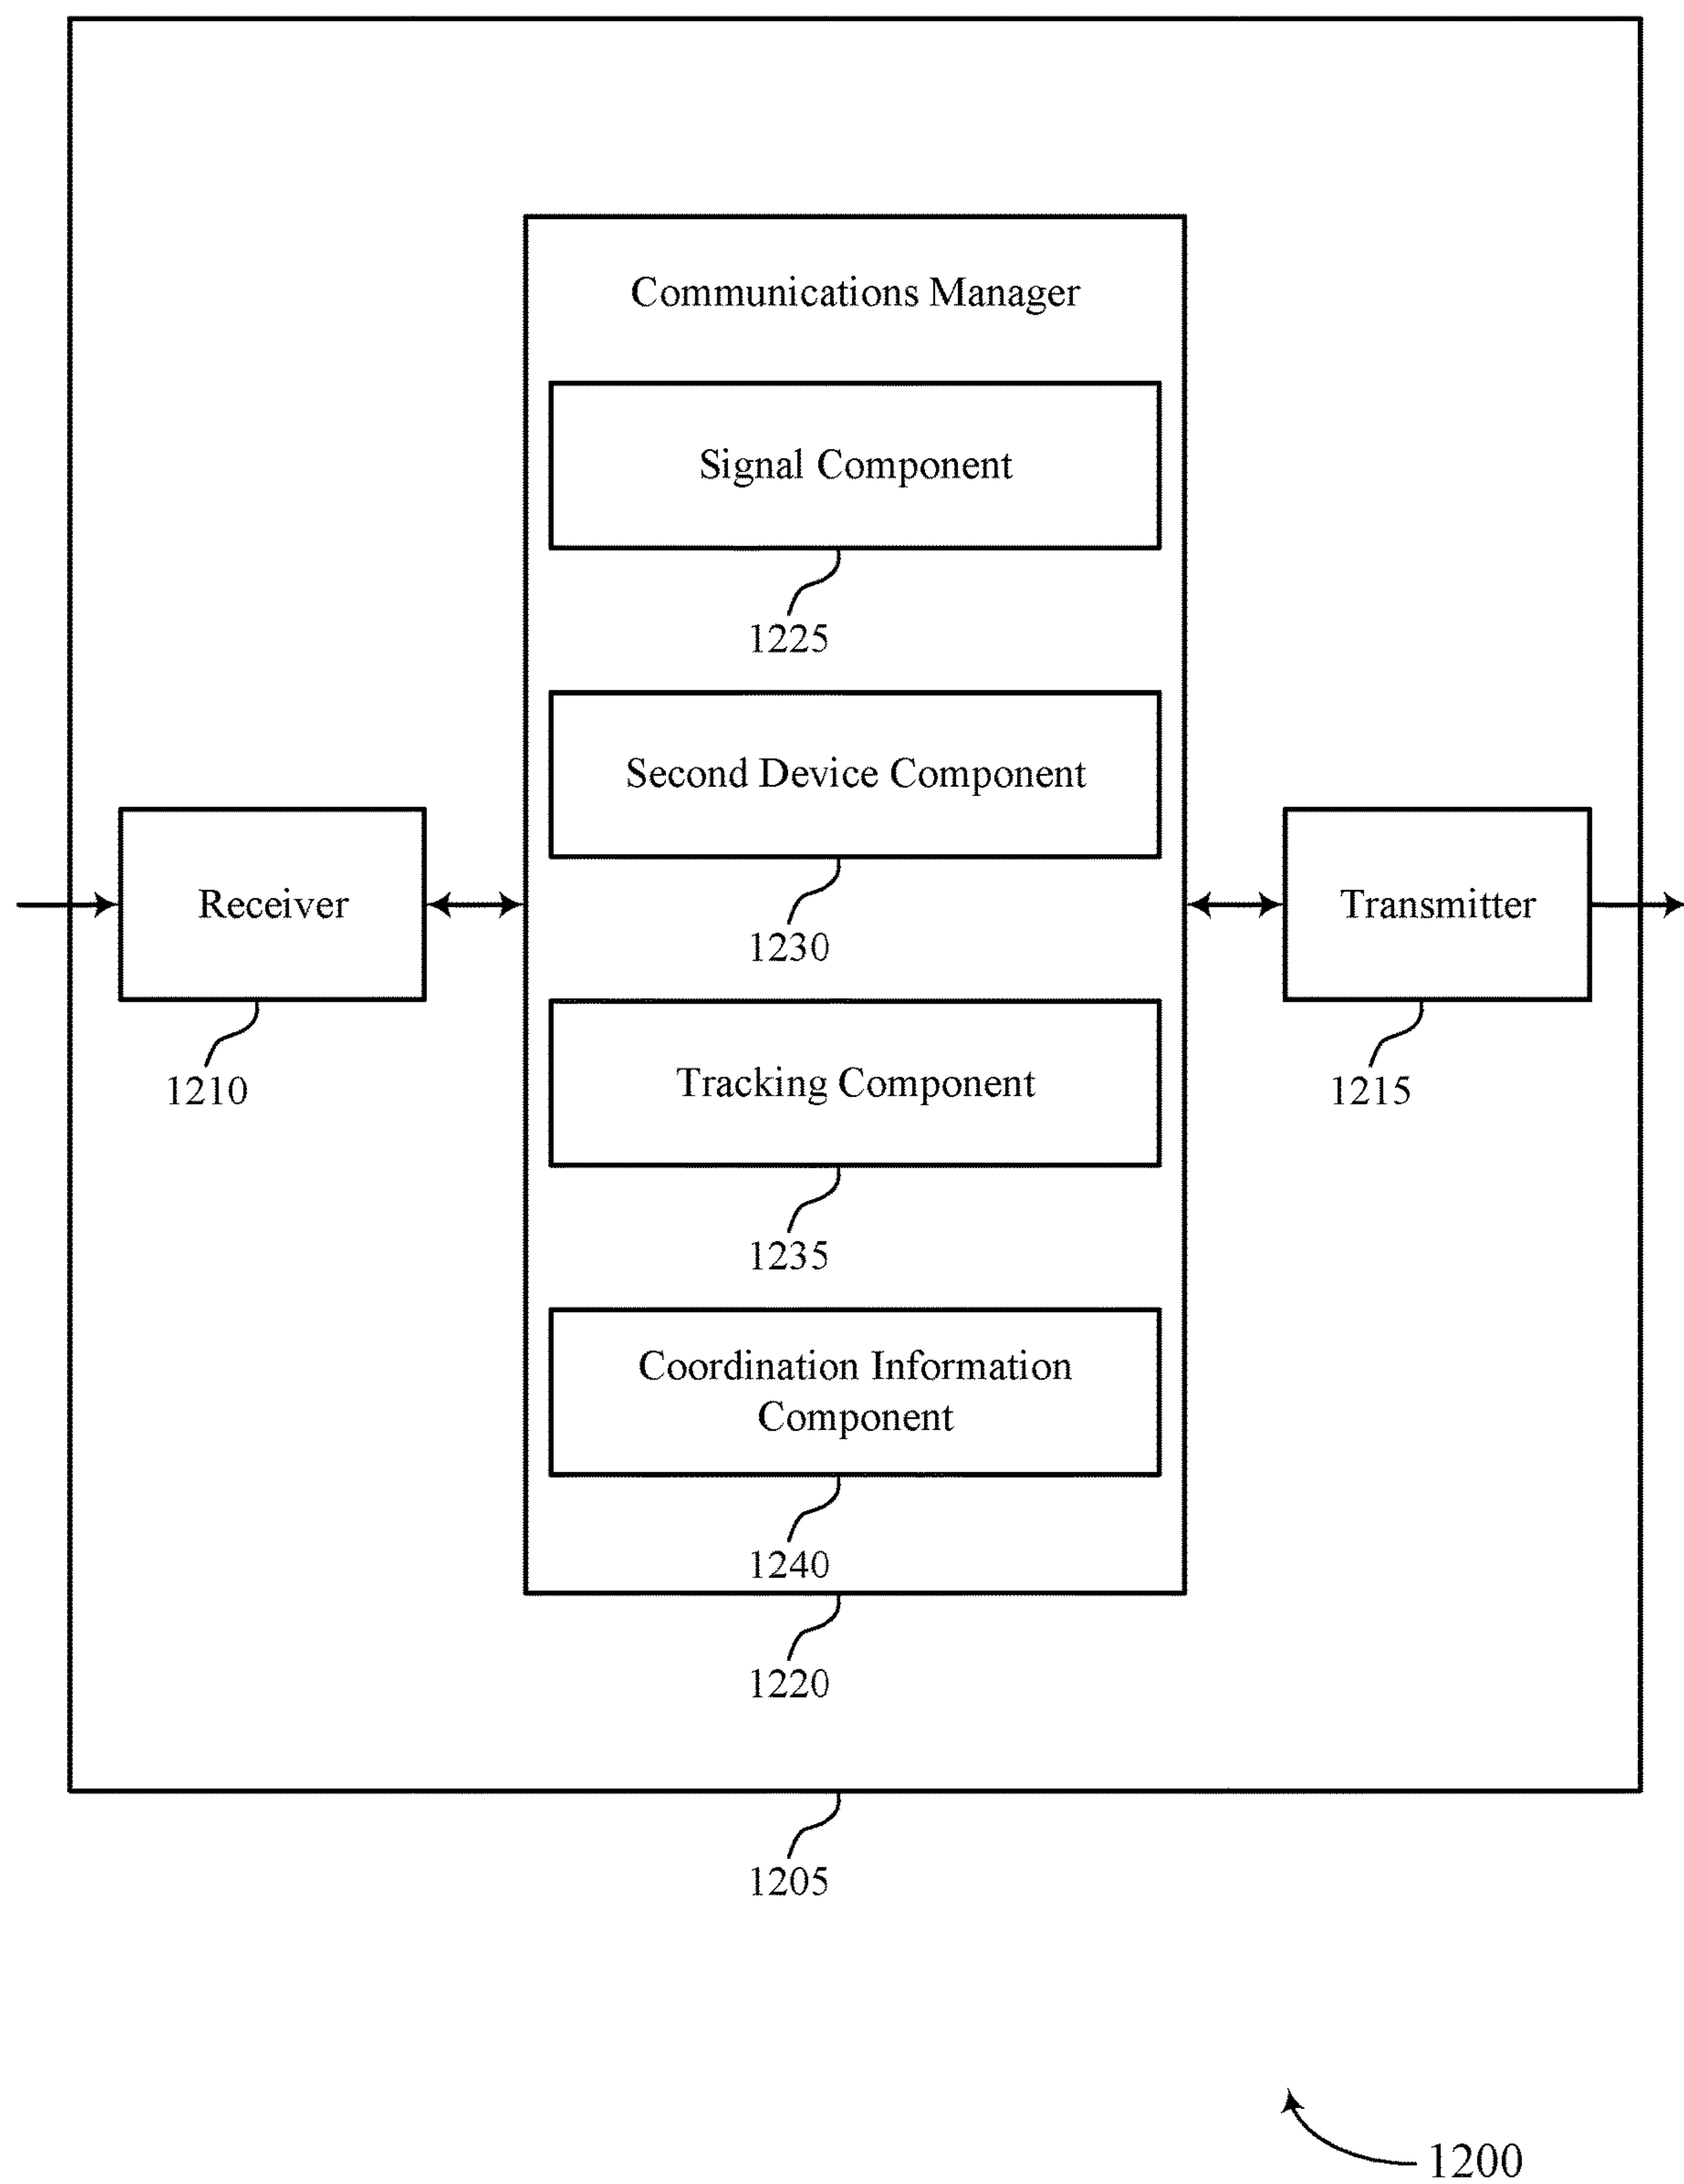 Communications Manager
Signal Component
1225
Second Device Component
1230
Receiver
1210
Transmitter
1215
Tracking Component
1235
Coordination Information
Component
1240
1220
1205
1200